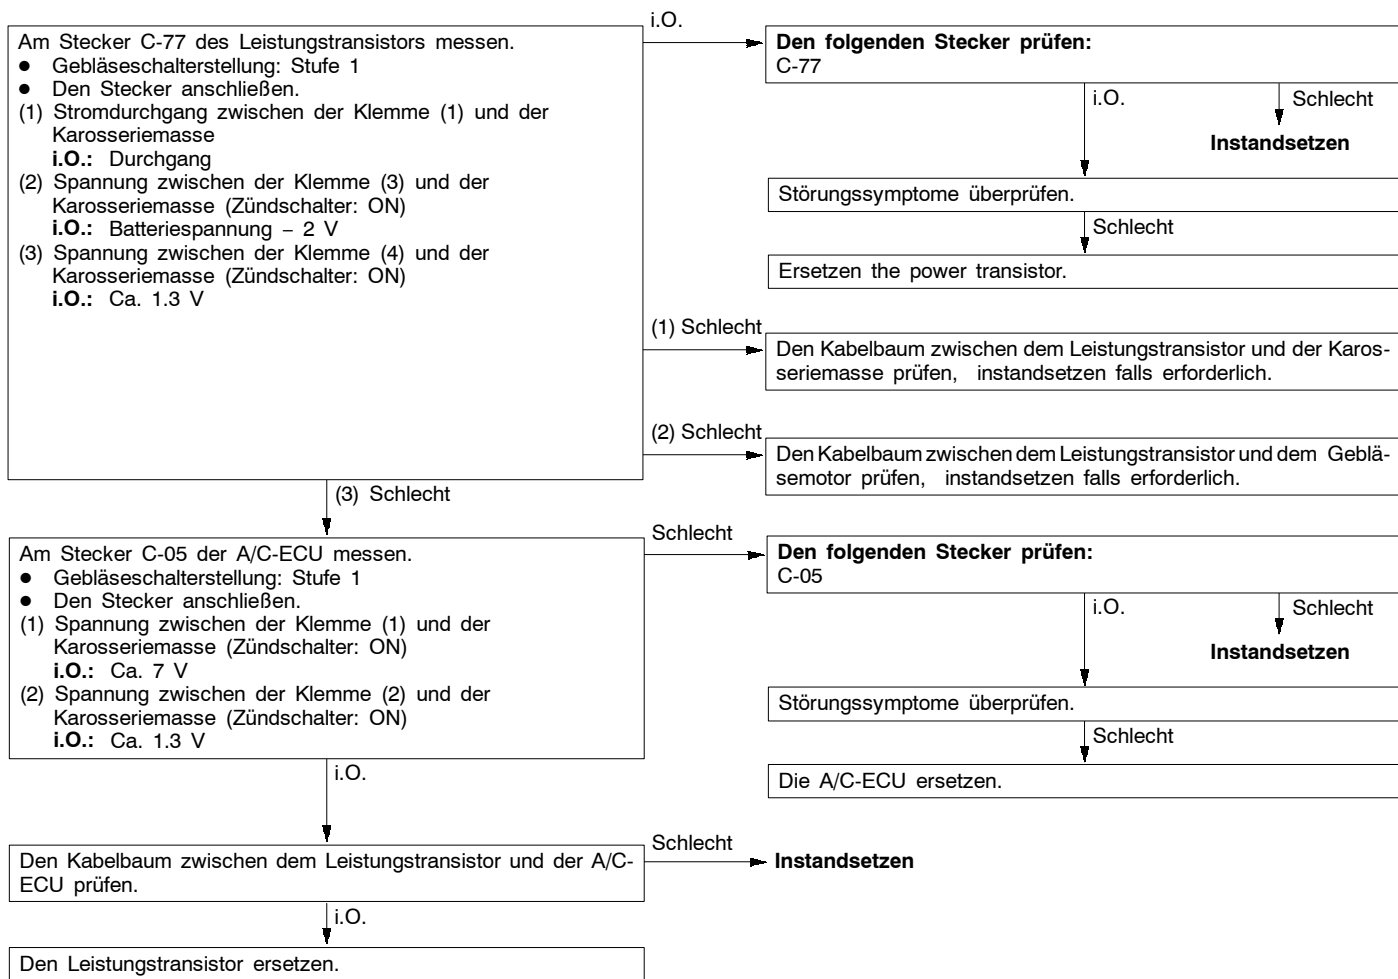 i.O.
Am Stecker C-77 des Leistungstransistors messen.
● Gebläseschalterstellung: Stufe 1
● Den Stecker anschließen.
(1) Stromdurchgang zwischen der Klemme (1) und der
Karosseriemasse
i.O.: Durchgang
(2) Spannung zwischen der Klemme (3) und der
Karosseriemasse (Zündschalter: ON)
i.O.: Batteriespannung – 2 V
(3) Spannung zwischen der Klemme (4) und der
Karosseriemasse (Zündschalter: ON)
i.O.: Ca. 1.3 V
Den folgenden Stecker prüfen:
C-77
i.O.
Schlecht
Instandsetzen
Störungssymptome überprüfen.
Schlecht
Ersetzen the power transistor.
(1) Schlecht
Den Kabelbaum zwischen dem Leistungstransistor und der Karos-
seriemasse prüfen, instandsetzen falls erforderlich.
(2) Schlecht
Den Kabelbaum zwischen dem Leistungstransistor und dem Geblä-
semotor prüfen, instandsetzen falls erforderlich.
(3) Schlecht
Am Stecker C-05 der A/C-ECU messen.
● Gebläseschalterstellung: Stufe 1
● Den Stecker anschließen.
(1) Spannung zwischen der Klemme (1) und der
Karosseriemasse (Zündschalter: ON)
i.O.: Ca. 7 V
(2) Spannung zwischen der Klemme (2) und der
Karosseriemasse (Zündschalter: ON)
i.O.: Ca. 1.3 V
Schlecht
Den folgenden Stecker prüfen:
C-05
i.O.
Schlecht
Instandsetzen
Störungssymptome überprüfen.
Schlecht
Die A/C-ECU ersetzen.
i.O.
Den Kabelbaum zwischen dem Leistungstransistor und der A/C-
ECU prüfen.
Schlecht
Instandsetzen
i.O.
Den Leistungstransistor ersetzen.